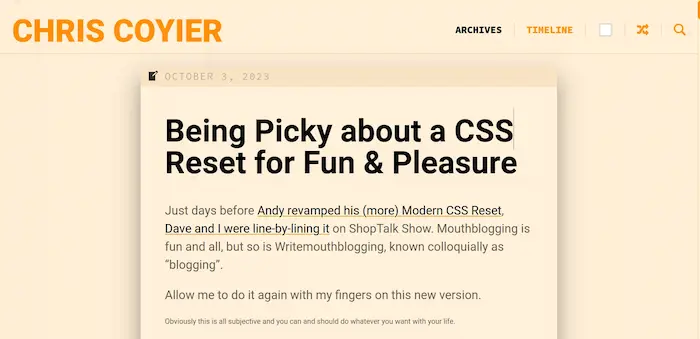 CHRIS COYIER
ARCHIVES
TIMELINE
OCTOBER 3, 2023
Being Picky about a CSS
Reset for Fun & Pleasure
Just days before Andy revamped his (more) Modern CSS Reset,
Dave and I were line-by-lining it on ShopTalk Show. Mouthblogging is
fun and all, but so is Writemouthblogging, known colloquially as
“blogging”.
Allow me to do it again with my fingers on this new version.
Obviously this is all subjective and you can and should do whatever you want with your life.